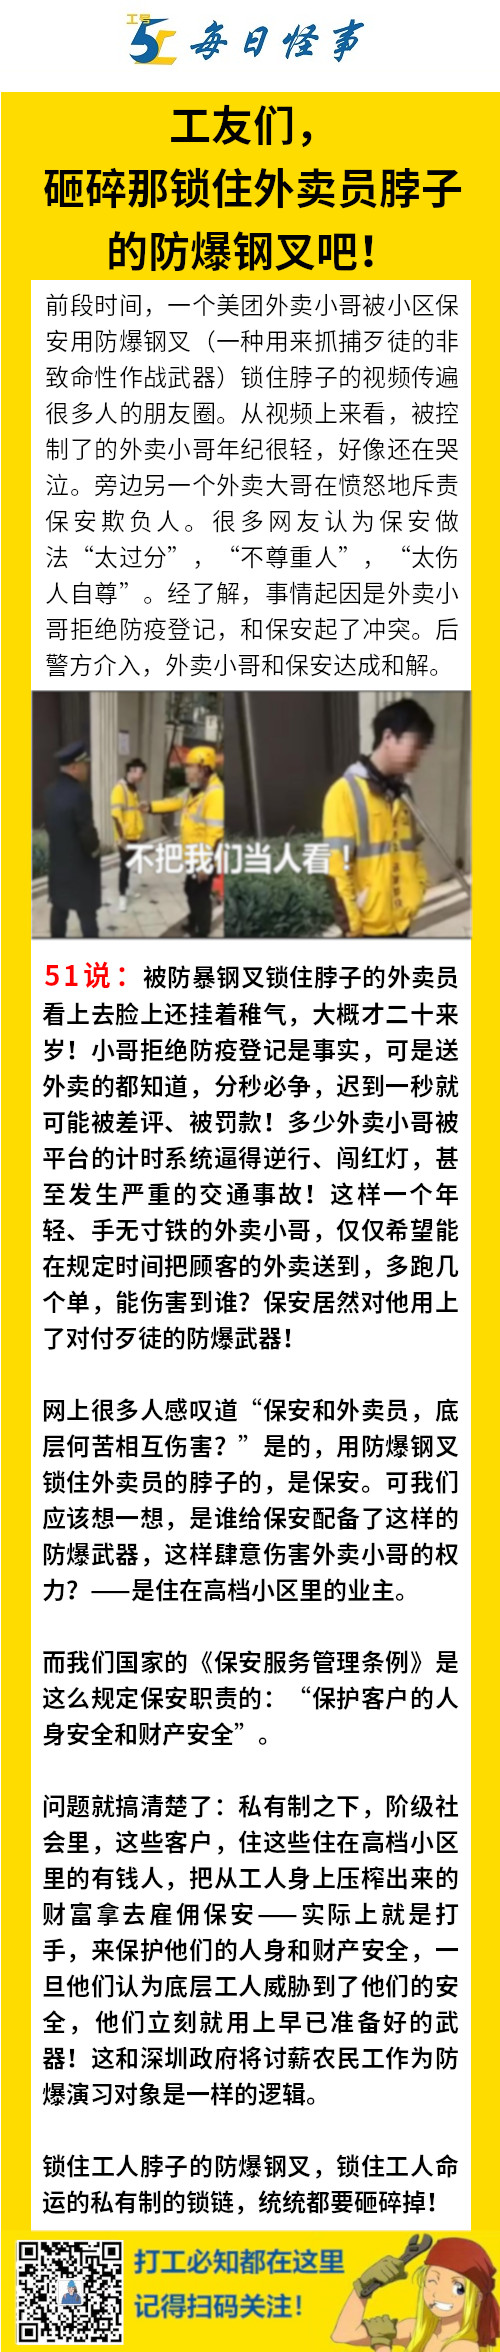 工号
51
每日怪事
工友们，
砸碎那锁住外卖员脖子
的防爆钢叉吧！
前段时间，一个美团外卖小哥被小区保
安用防爆钢叉（一种用来抓捕歹徒的非
致命性作战武器）锁住脖子的视频传遍
很多人的朋友圈。从视频上来看，被控
制了的外卖小哥年纪很轻，好像还在哭
泣。旁边另一个外卖大哥在愤怒地斥责
保安欺负人。很多网友认为保安做
法“太过分”，“不尊重人”，“太伤
人自尊”。经了解，事情起因是外卖小
哥拒绝防疫登记，和保安起了冲突。后
警方介入，外卖小哥和保安达成和解。
不把我们当人看！
51说：被防暴钢叉锁住脖子的外卖员
看上去脸上还挂着稚气，大概才二十来
岁！小哥拒绝防疫登记是事实，可是送
外卖的都知道，分秒必争，迟到一秒就
可能被差评、被罚款！多少外卖小哥被
平台的计时系统逼得逆行、闯红灯，甚
至发生严重的交通事故！这样一个年
轻、手无寸铁的外卖小哥，仅仅希望能
在规定时间把顾客的外卖送到，多跑几
个单，能伤害到谁？保安居然对他用上
了对付歹徒的防爆武器！
网上很多人感叹道“保安和外卖员，底
层何苦相互伤害？”是的，用防爆钢叉
锁住外卖员的脖子的，是保安。可我们
应该想一想，是谁给保安配备了这样的
防爆武器，这样肆意伤害外卖小哥的权
力？——是住在高档小区里的业主。
而我们国家的《保安服务管理条例》是
这么规定保安职责的：“保护客户的人
身安全和财产安全”。
问题就搞清楚了：私有制之下，阶级社
会里，这些客户，住这些住在高档小区
里的有钱人，把从工人身上压榨出来的
财富拿去雇佣保安——实际上就是打
手，来保护他们的人身和财产安全，一
旦他们认为底层工人威胁到了他们的安
全，他们立刻就用上早已准备好的武
器！这和深圳政府将讨薪农民工作为防
爆演习对象是一样的逻辑。
锁住工人脖子的防爆钢叉，锁住工人命
运的私有制的锁链，统统都要砸碎掉！
打工必知都在这里
记得扫码关注！